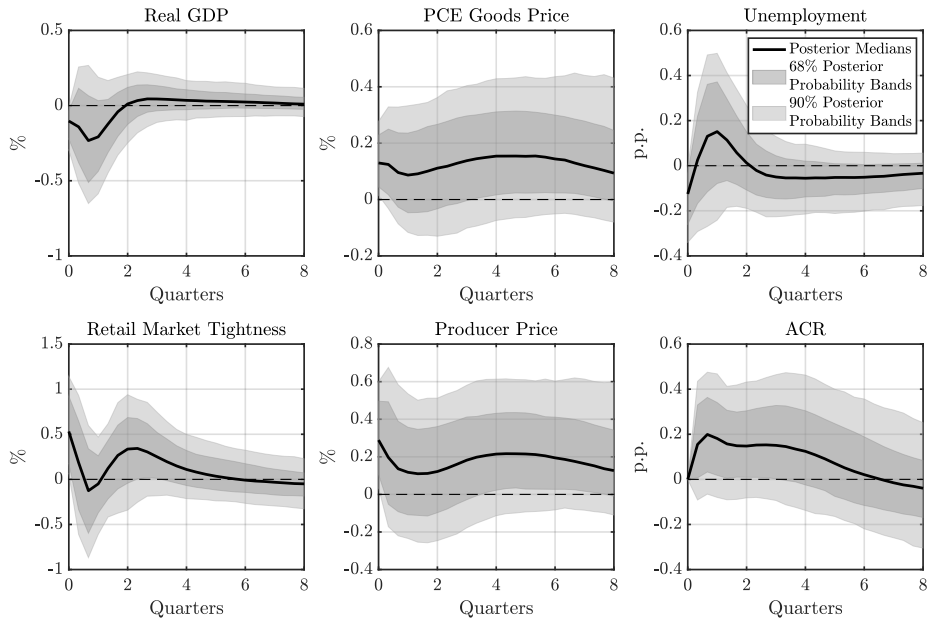 Real GDP
0.5
0
-0.5
-1
%
0 2 4 6 8
Quarters
PCE Goods Price
0.6
0.4
0.2
0
-0.2
%
0 2 4 6 8
Quarters
Unemployment
0.6
0.4
0.2
0
-0.2
-0.4
p.p.
Posterior Medians
68% Posterior
Probability Bands
90% Posterior
Probability Bands
0 2 4 6 8
Quarters
Retail Market Tightness
1.5
1
0.5
0
-0.5
-1
%
0 2 4 6 8
Quarters
Producer Price
0.8
0.6
0.4
0.2
0
-0.2
-0.4
%
0 2 4 6 8
Quarters
ACR
0.6
0.4
0.2
0
-0.2
-0.4
p.p.
0 2 4 6 8
Quarters